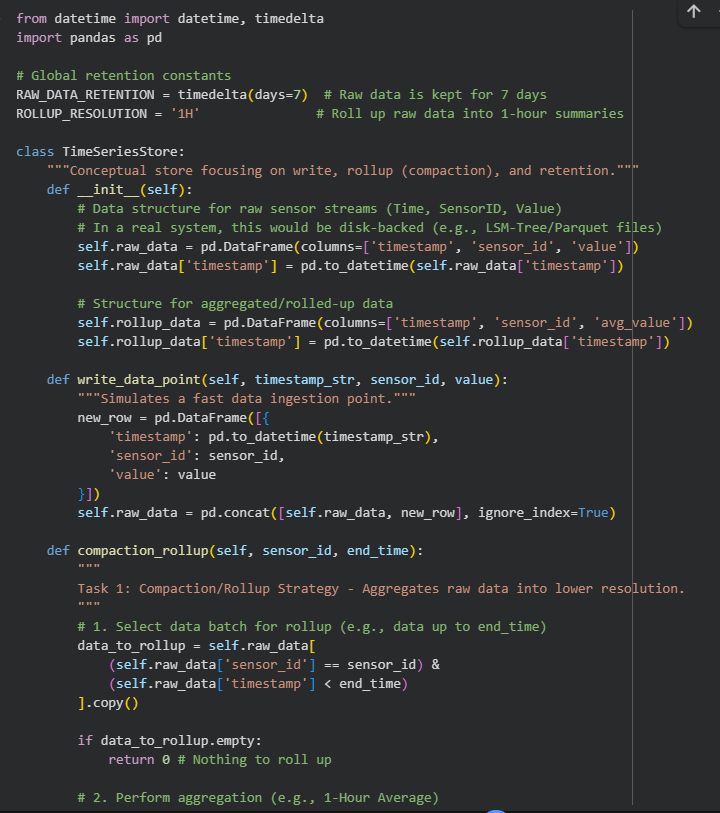 from datetime import datetime, timedelta
import pandas as pd

# Global retention constants
RAW_DATA_RETENTION = timedelta(days=7)  # Raw data is kept for 7 days
ROLLUP_RESOLUTION = '1H'               # Roll up raw data into 1-hour summaries

class TimeSeriesStore:
    """Conceptual store focusing on write, rollup (compaction), and retention."""
    def __init__(self):
        # Data structure for raw sensor streams (Time, SensorID, Value)
        # In a real system, this would be disk-backed (e.g., LSM-Tree/Parquet files)
        self.raw_data = pd.DataFrame(columns=['timestamp', 'sensor_id', 'value'])
        self.raw_data['timestamp'] = pd.to_datetime(self.raw_data['timestamp'])

        # Structure for aggregated/rolled-up data
        self.rollup_data = pd.DataFrame(columns=['timestamp', 'sensor_id', 'avg_value'])
        self.rollup_data['timestamp'] = pd.to_datetime(self.rollup_data['timestamp'])

    def write_data_point(self, timestamp_str, sensor_id, value):
        """Simulates a fast data ingestion point."""
        new_row = pd.DataFrame([{
            'timestamp': pd.to_datetime(timestamp_str),
            'sensor_id': sensor_id,
            'value': value
        }])
        self.raw_data = pd.concat([self.raw_data, new_row], ignore_index=True)

    def compaction_rollup(self, sensor_id, end_time):
        """
        Task 1: Compaction/Rollup Strategy - Aggregates raw data into lower resolution.
        """
        # 1. Select data batch for rollup (e.g., data up to end_time)
        data_to_rollup = self.raw_data[
            (self.raw_data['sensor_id'] == sensor_id) &
            (self.raw_data['timestamp'] < end_time)
        ].copy()

        if data_to_rollup.empty:
            return 0 # Nothing to roll up

        # 2. Perform aggregation (e.g., 1-Hour Average)